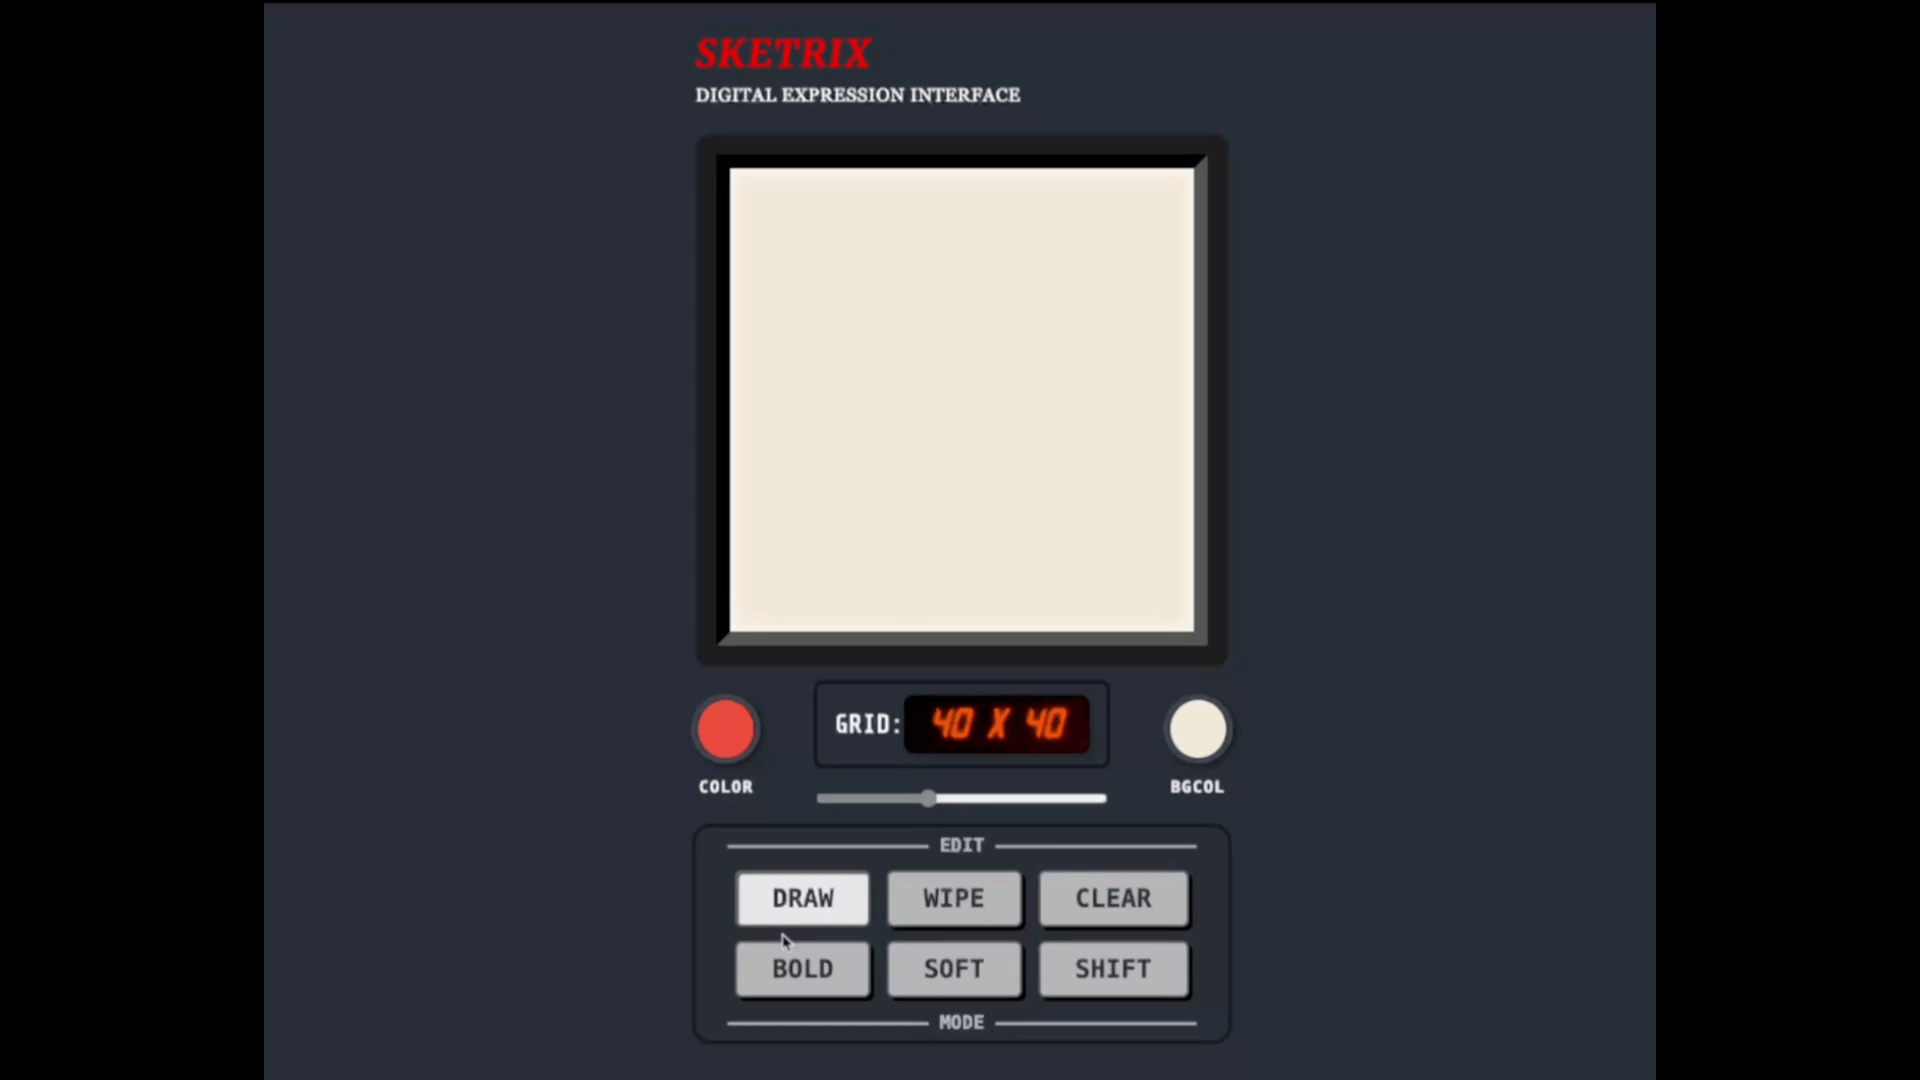 SKETRIX
DIGITAL EXPRESSION INTERFACE
GRID: 40 X 40
COLOR
BGCOL
EDIT
DRAW WIPE CLEAR
BOLD SOFT SHIFT
MODE